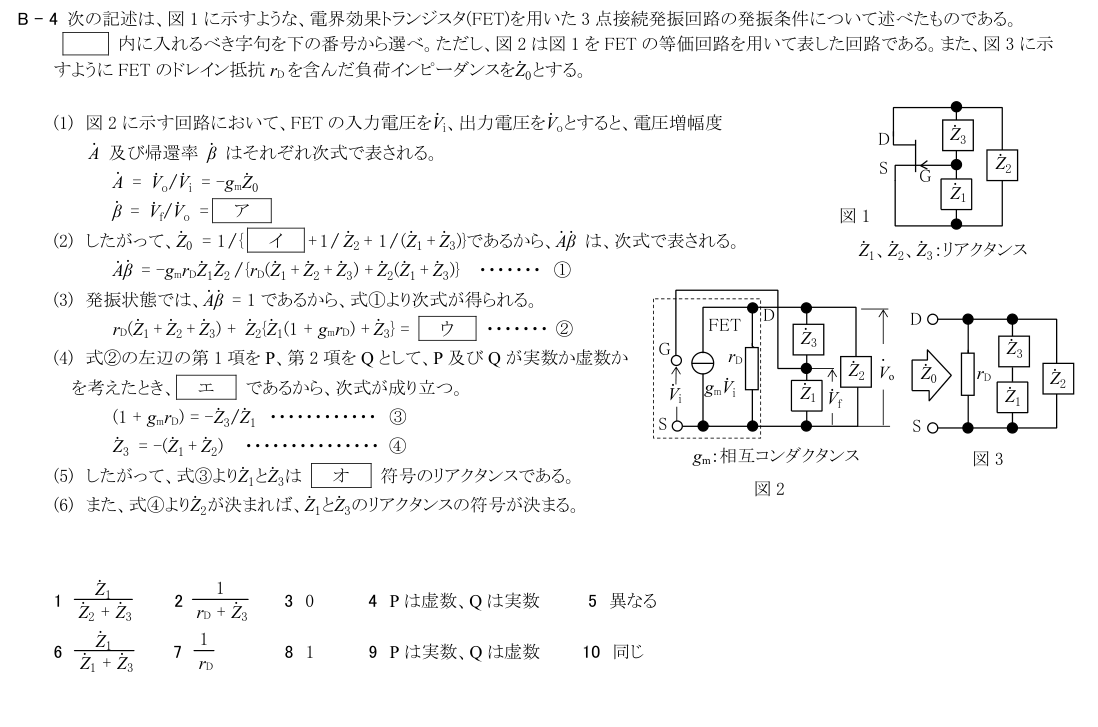 B－4 次の記述は、図1に示すような、電界効果トランジスタ(FET)を用いた3点接続発振回路の発振条件について述べたものである。
□ 内に入れるべき字句を下の番号から選べ。ただし、図2は図1をFETの等価回路を用いて表した回路である。また、図3に示
すようにFETのドレイン抵抗 rDを含んだ負荷インピーダンスをŻ0とする。
(1) 図2に示す回路において、FETの入力電圧をV̇i、出力電圧をV̇oとすると、電圧増幅度
Ȧ 及び帰還率 β̇ はそれぞれ次式で表される。
Ȧ = V̇o/V̇i = -gmŻ0
β̇ = V̇f/V̇o = ア
(2) したがって、Ż0 = 1/{ イ +1/Ż2 + 1/(Ż1 + Ż3)}であるから、Ȧβ̇ は、次式で表される。
Ȧβ̇ = -gmrDŻ1Ż2 /{rD(Ż1 + Ż2 + Ż3) + Ż2(Ż1 + Ż3)} ······· ①
(3) 発振状態では、Ȧβ̇ = 1であるから、式①より次式が得られる。
rD(Ż1 + Ż2 + Ż3) + Ż2{Ż1(1 + gmrD) + Ż3} = ウ ······· ②
(4) 式②の左辺の第1項をP、第2項をQとして、P及びQが実数か虚数か
を考えたとき、 エ であるから、次式が成り立つ。
(1 + gmrD) = -Ż3/Ż1 ············ ③
Ż3 = -(Ż1 + Ż2) ··············· ④
(5) したがって、式③よりŻ1とŻ3は オ 符号のリアクタンスである。
(6) また、式④よりŻ2が決まれば、Ż1とŻ3のリアクタンスの符号が決まる。
D
S
G
Ż3
Ż1
Ż2
図1
Ż1、Ż2、Ż3:リアクタンス
FET
G
S
D
V̇i
gmV̇i
rD
Ż3
Ż1
Ż2
V̇f
V̇o
gm:相互コンダクタンス
図2
D
S
Ż0
rD
Ż3
Ż1
Ż2
図3
1 Ż1/(Ż2 + Ż3) 2 1/(rD + Ż3) 3 0 4 Pは虚数、Qは実数 5 異なる
6 Ż1/(Ż1 + Ż3) 7 1/rD 8 1 9 Pは実数、Qは虚数 10 同じ